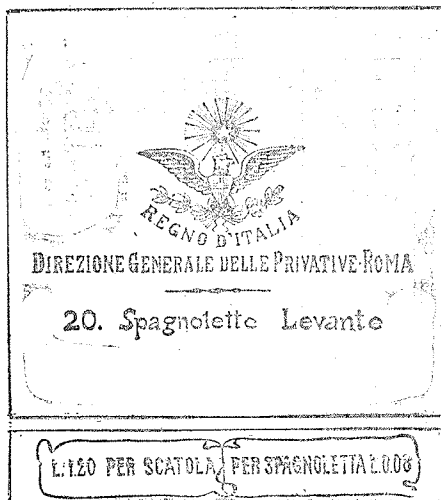 REGNO D'ITALIA
DIREZIONE GENERALE DELLE PRIVATIVE·ROMA
20. Spagnolette Levante
L:1.20 PER SCATOLA PER SPAGNOLETTA L.0.06